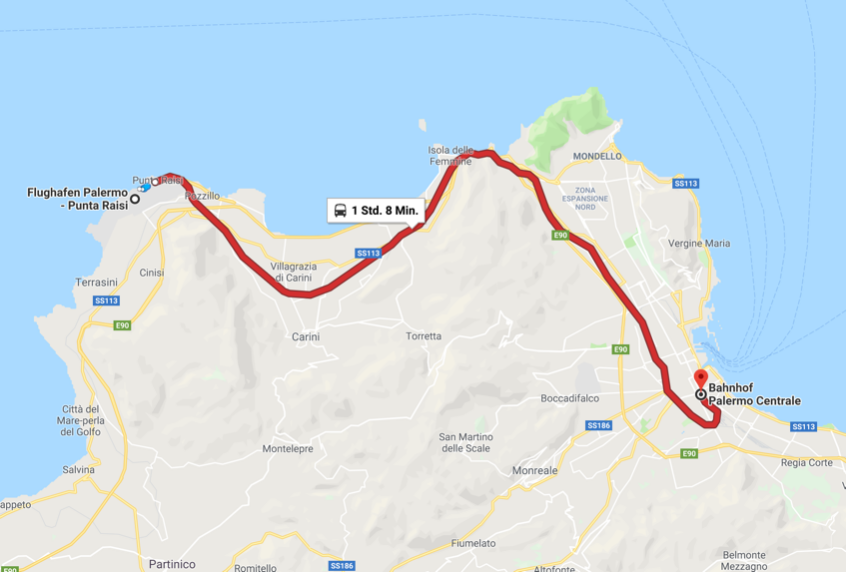 Isola delle
Femmine
MONDELLO
Punta Raisi
SS113
Flughafen Palermo
- Punta Raisi
Pozzillo
ZONA
ESPANSIONE
NORD
1 Std. 8 Min.
E90
Vergine Maria
SS113
Villagrazia
di Carini
Cinisi
Terrasini
SS113
E90
Carini
Torretta
E90
Bahnhof
Palermo Centrale
Boccadifalco
Città del
Mare-perla
del Golfo
SS186
SS113
San Martino
delle Scale
Montelepre
E90
Regia Corte
Salvina
Monreale
appeto
V
Fiumelato
Belmonte
Mezzagno
Partinico
Romitello
SS186
Altofonte
E90